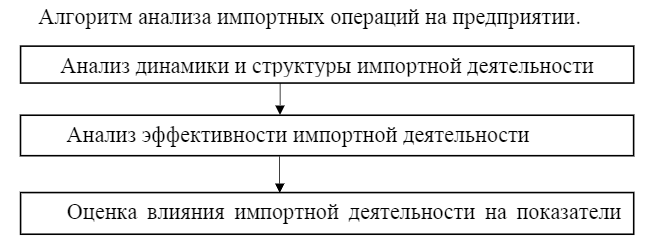 Алгоритм анализа импортных операций на предприятии.
Анализ динамики и структуры импортной деятельности
Анализ эффективности импортной деятельности
Оценка влияния импортной деятельности на показатели